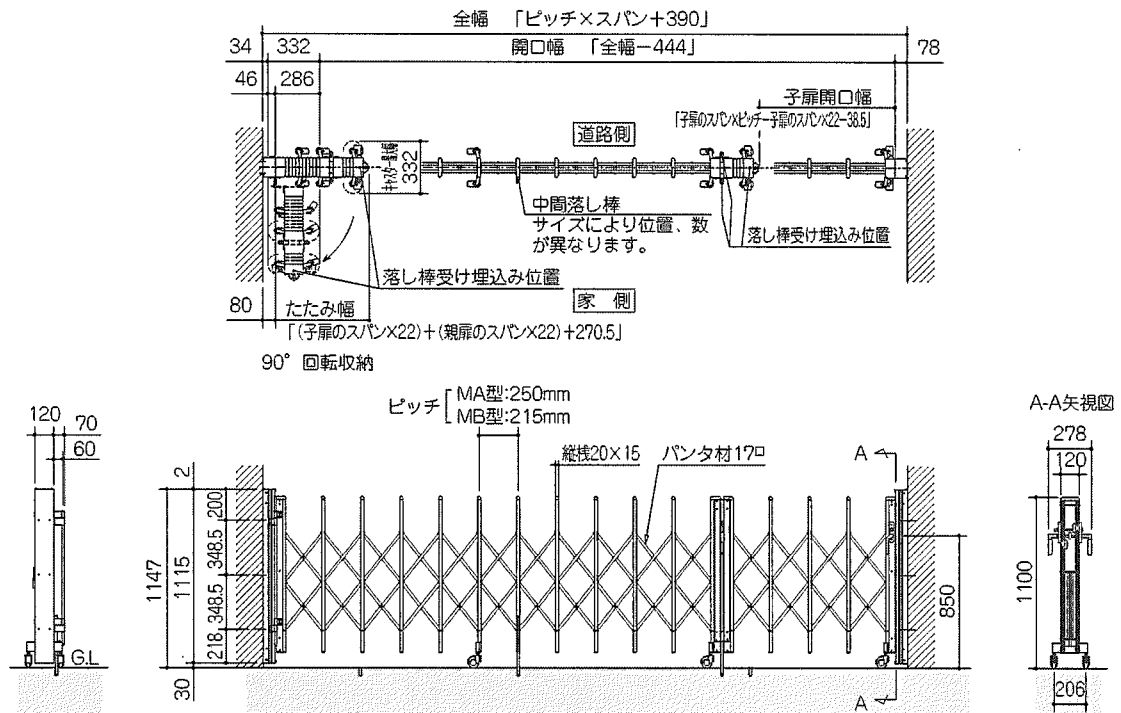 全幅 「ピッチ×スパン+390」
34 332 開口幅 「全幅−444」 78
46 286
子扉開口幅
「子扉のスパン×ピッチ−子扉のスパン×22−38.5」
道路側
332
中間落し棒
サイズにより位置、数
が異なります。
落し棒受け埋込み位置
落し棒受け埋込み位置
家 側
80 たたみ幅
「(子扉のスパン×22)+(親扉のスパン×22)+270.5」
90° 回転収納
ピッチ
MA型:250mm
MB型:215mm
A-A矢視図
120 70
60
2
縦桟20×15 パンタ材17□
A
278
120
1147
1115
200
348.5
348.5
218
30
G.L
850
A
1100
206